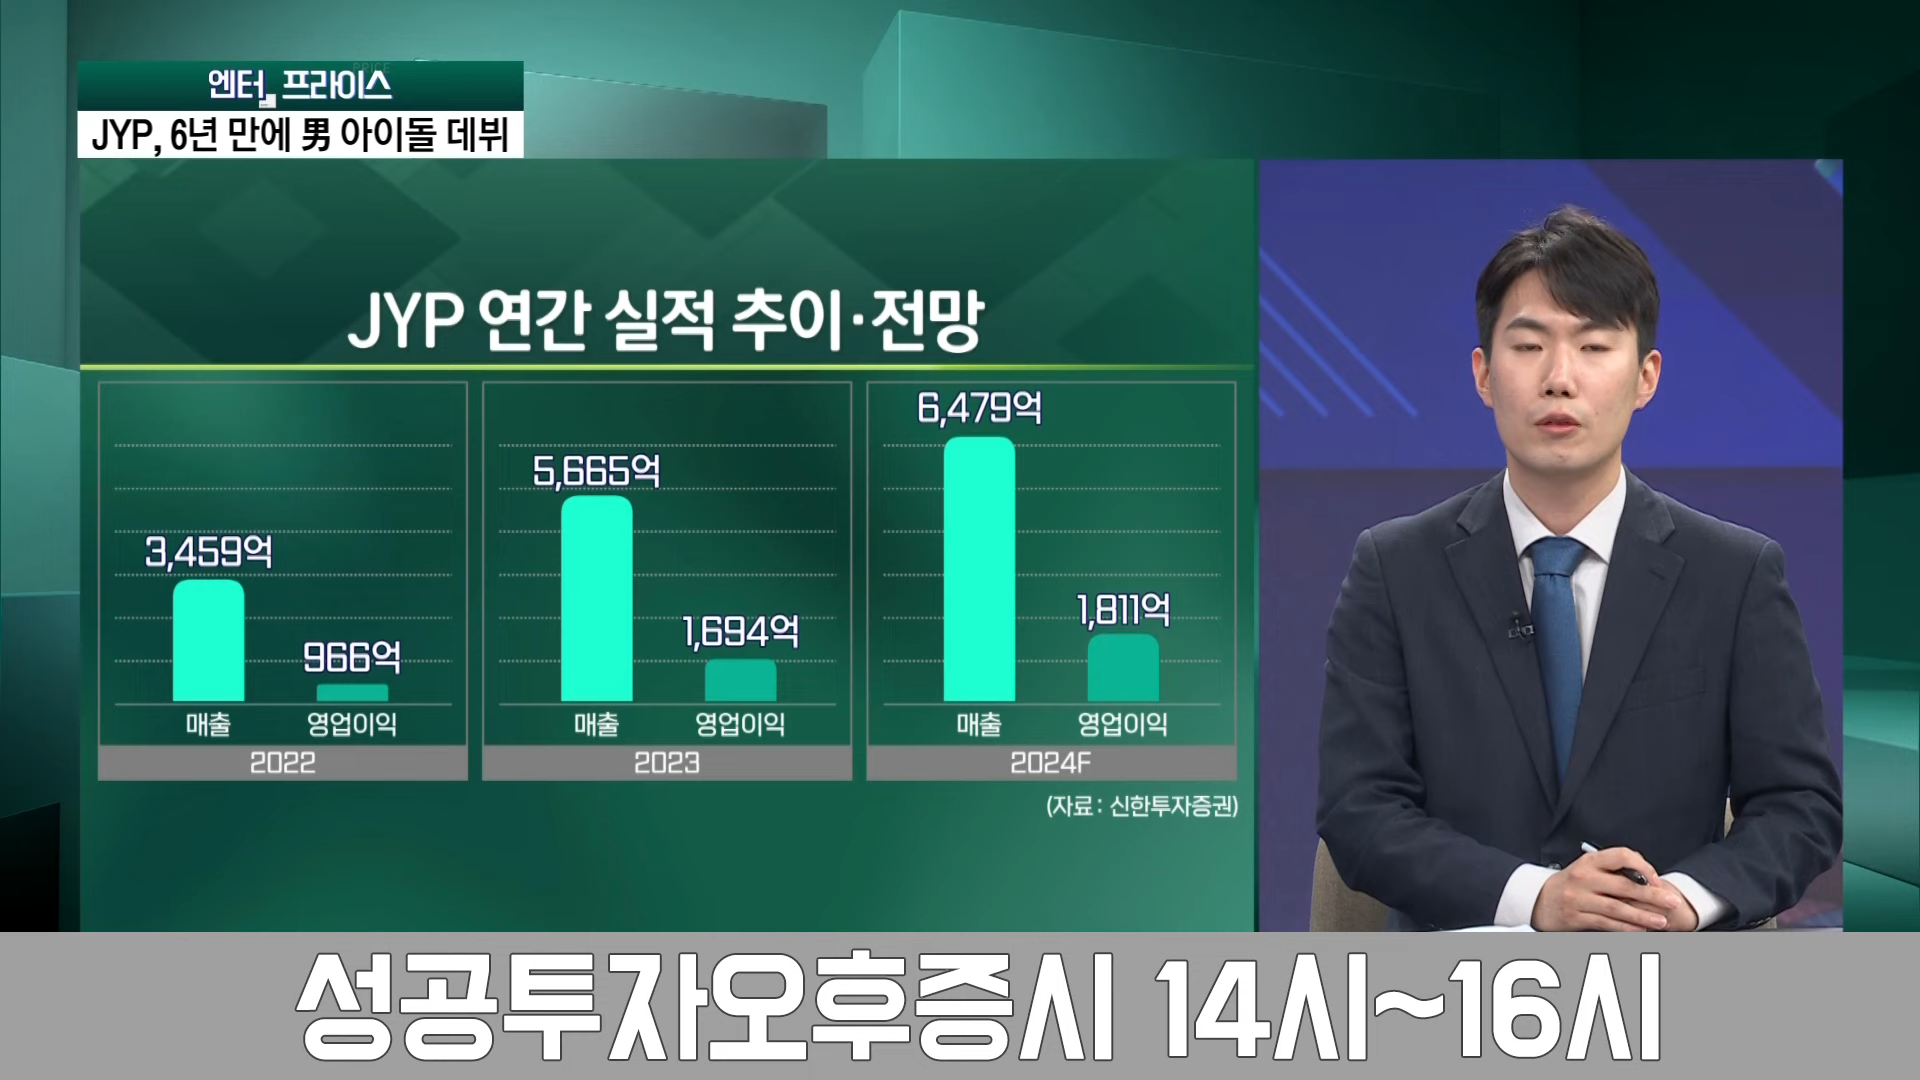 PRICE
엔터 프라이스
JYP, 6년 만에 男 아이돌 데뷔
JYP 연간 실적 추이·전망
3,459억
966억
매출
영업이익
2022
5,665억
1,694억
매출
영업이익
2023
6,479억
1,811억
매출
영업이익
2024F
(자료 : 신한투자증권)
성공투자오후증시 14시~16시